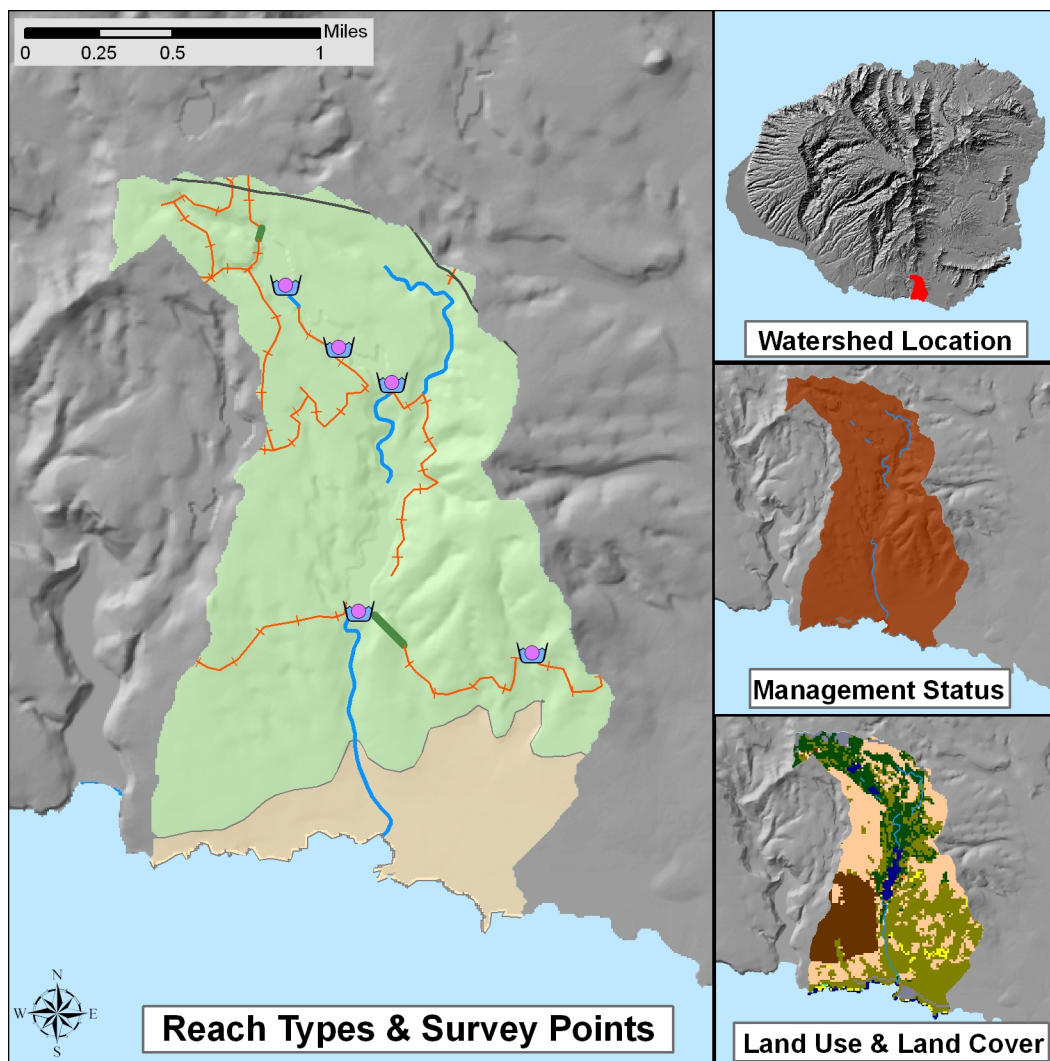 Miles
0 0.25 0.5 1
Watershed Location
Management Status
N
W E
S
Reach Types & Survey Points
Land Use & Land Cover